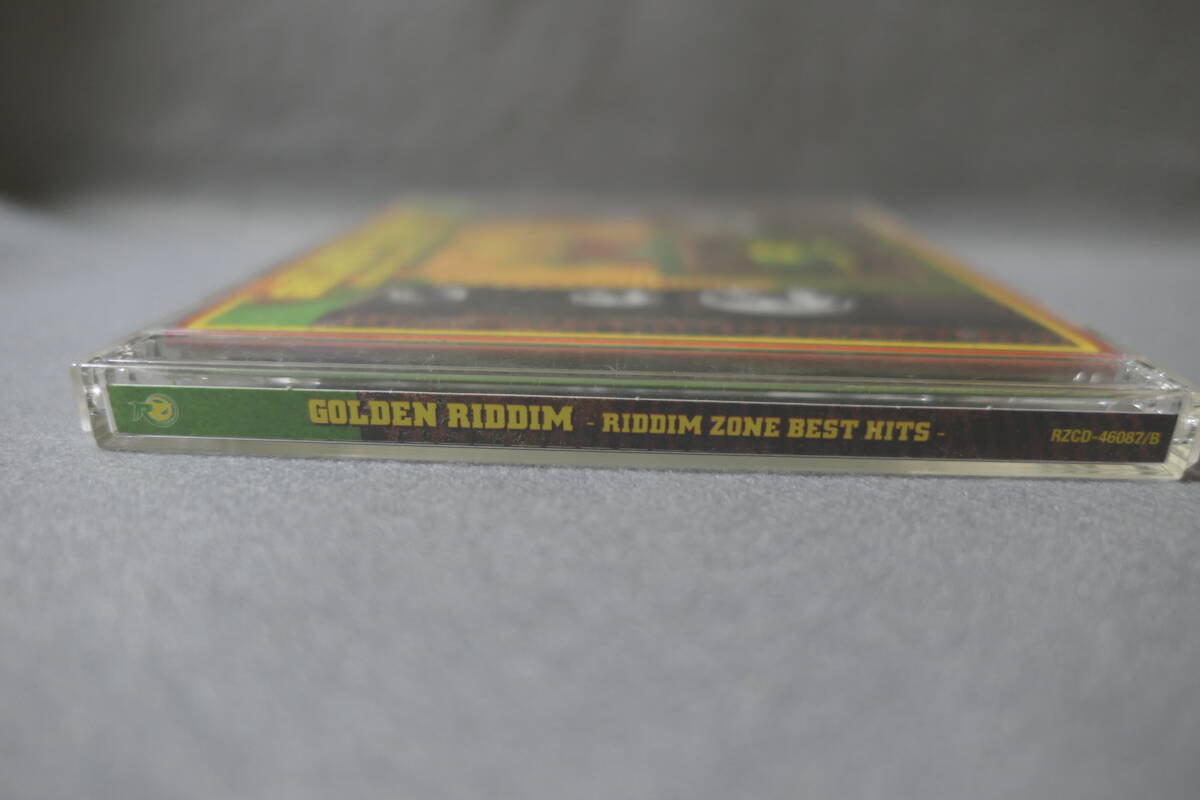 GOLDEN RIDDIM - RIDDIM ZONE BEST HITS - RZCD-46087/B